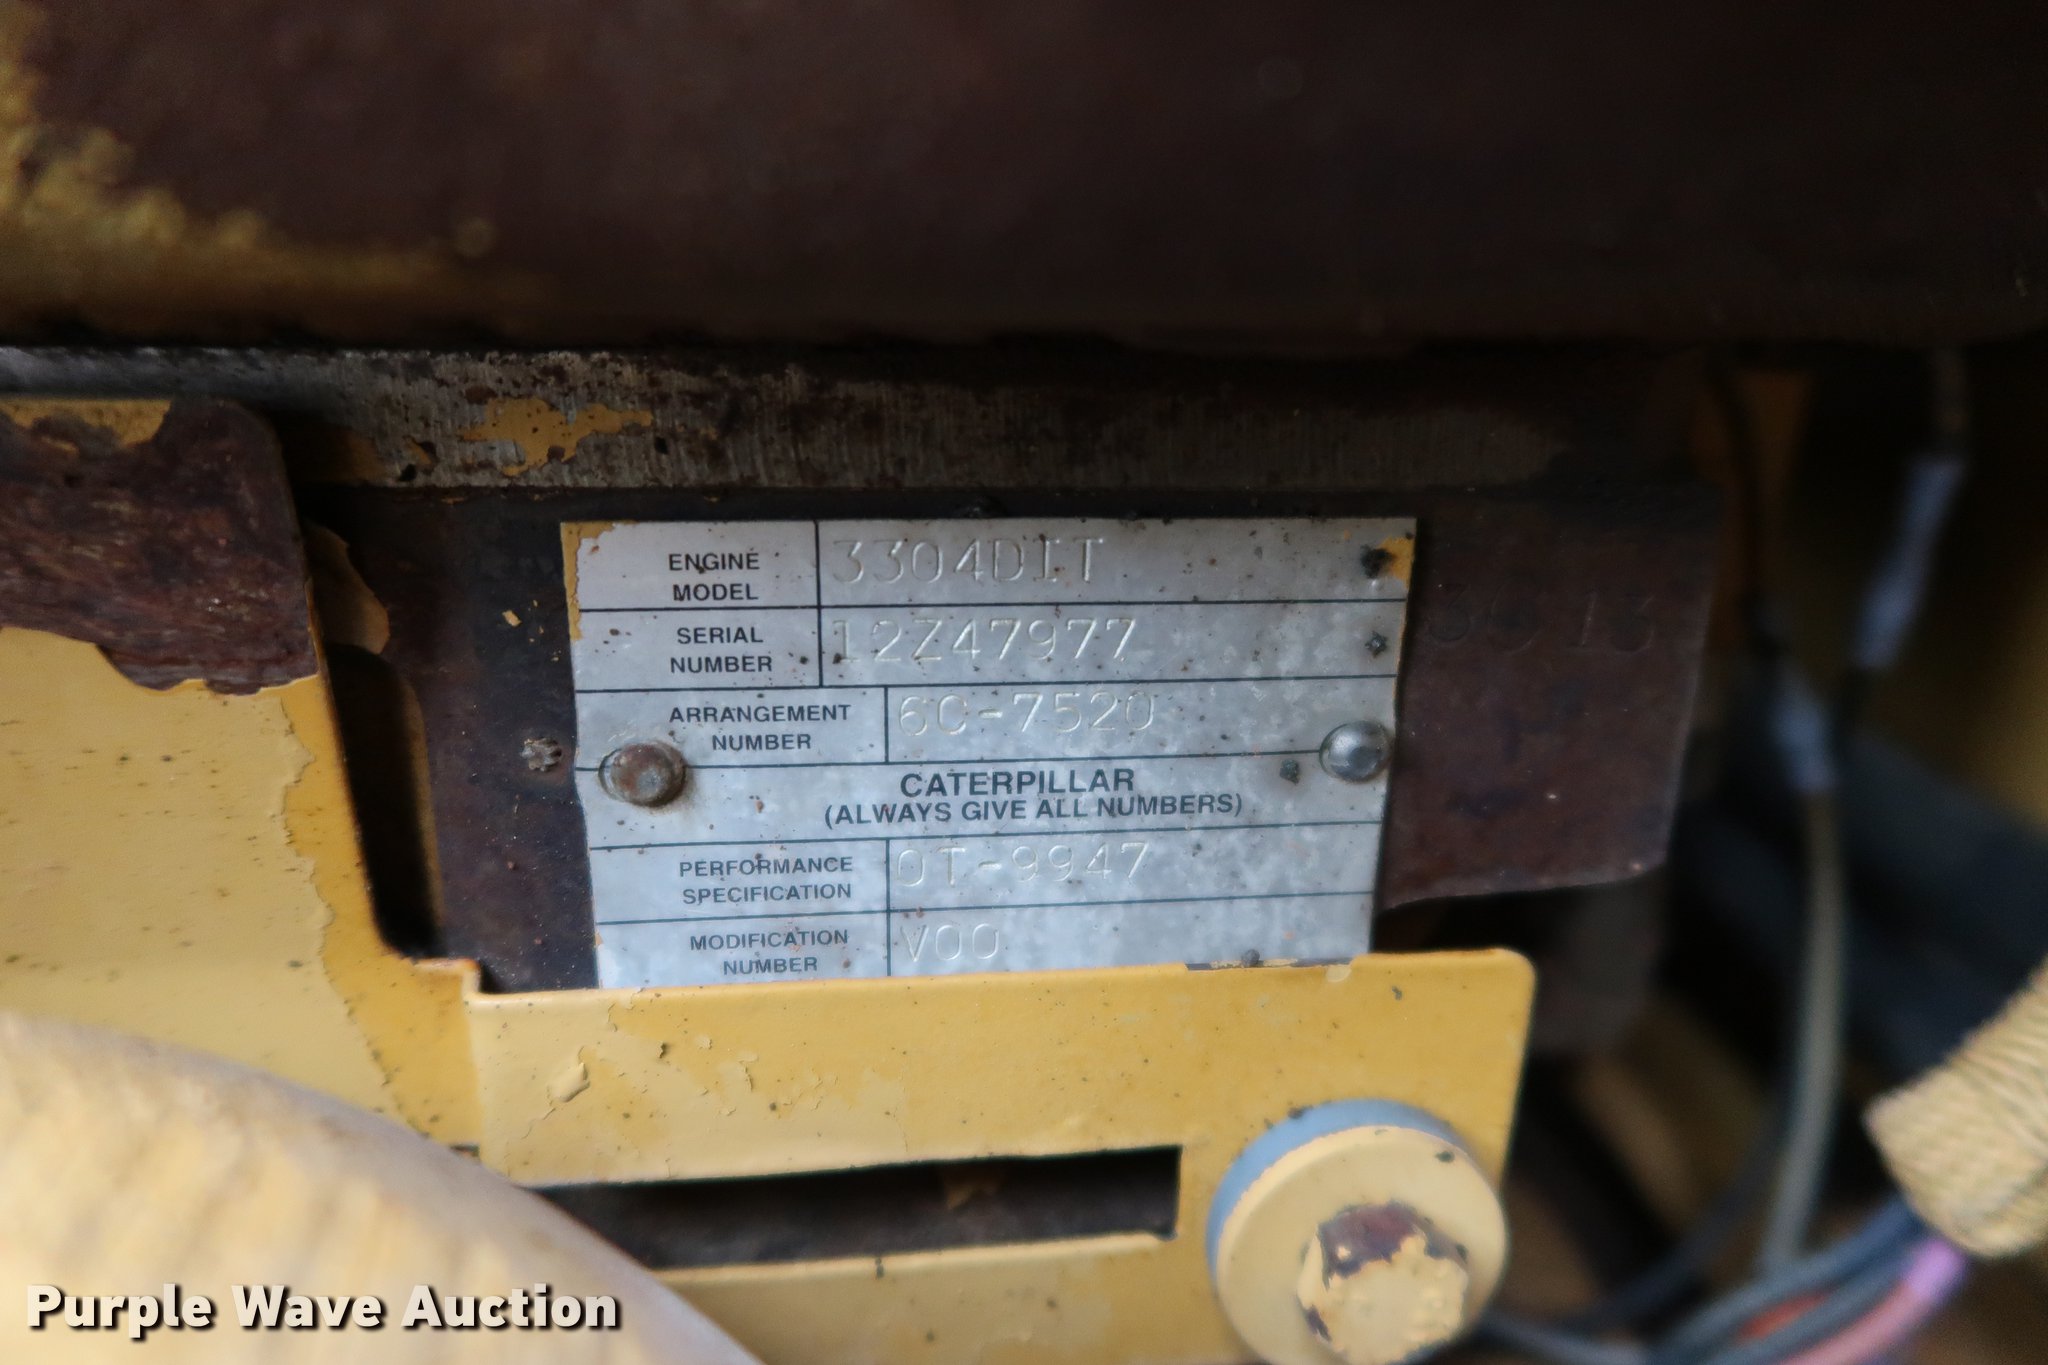 ENGINE MODEL 3304DIT
SERIAL NUMBER 12Z47977
ARRANGEMENT NUMBER 6C-7520
CATERPILLAR
(ALWAYS GIVE ALL NUMBERS)
PERFORMANCE SPECIFICATION 0T-9947
MODIFICATION NUMBER V00
Purple Wave Auction